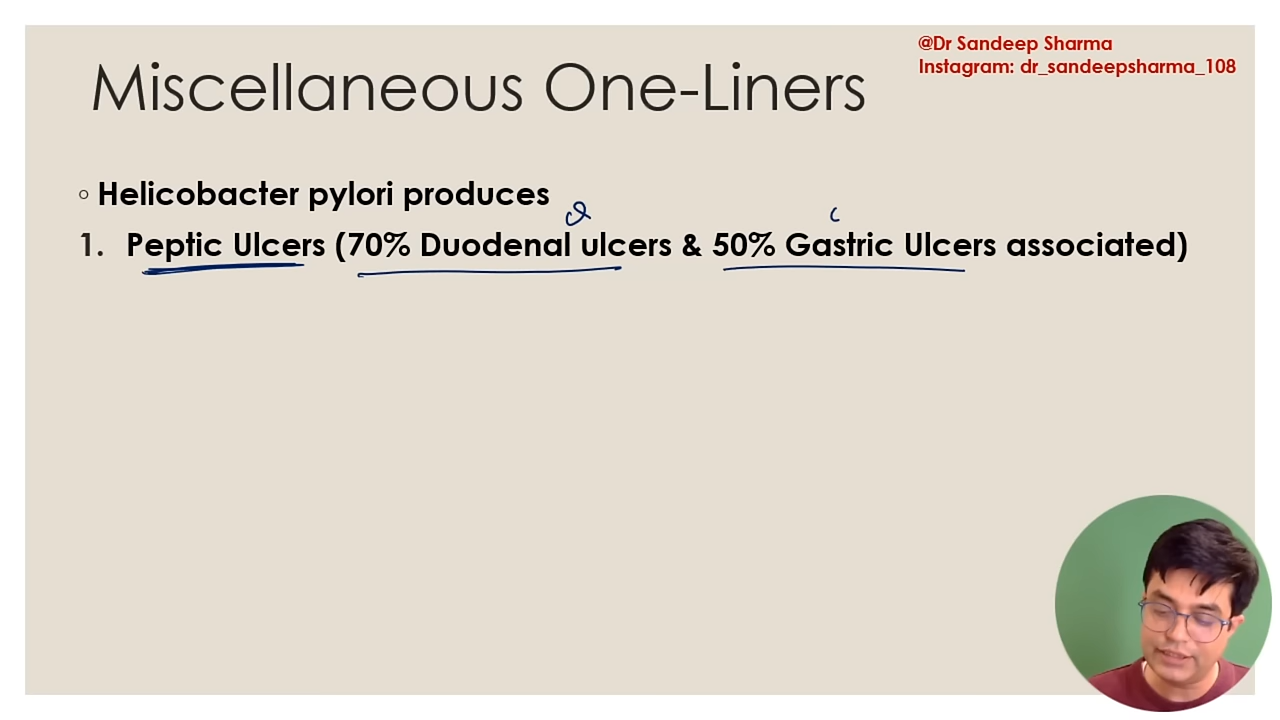 @Dr Sandeep Sharma
Instagram: dr_sandeepsharma_108
Miscellaneous One-Liners
◦ Helicobacter pylori produces
1. Peptic Ulcers (70% Duodenal ulcers & 50% Gastric Ulcers associated)